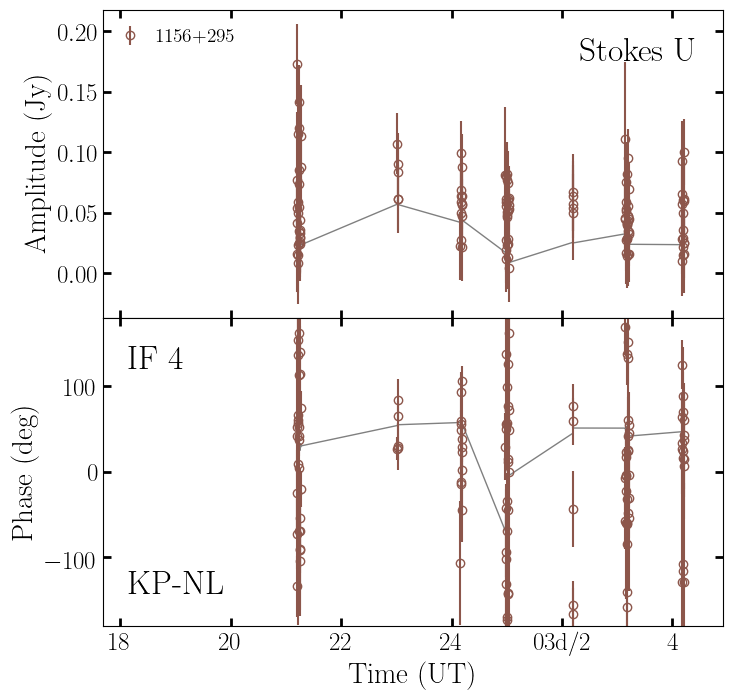 0.20
1156+295
Stokes U
0.15
0.10
0.05
0.00
Amplitude (Jy)
IF 4
100
0
−100
Phase (deg)
KP-NL
18 20 22 24 03d/2 4
Time (UT)